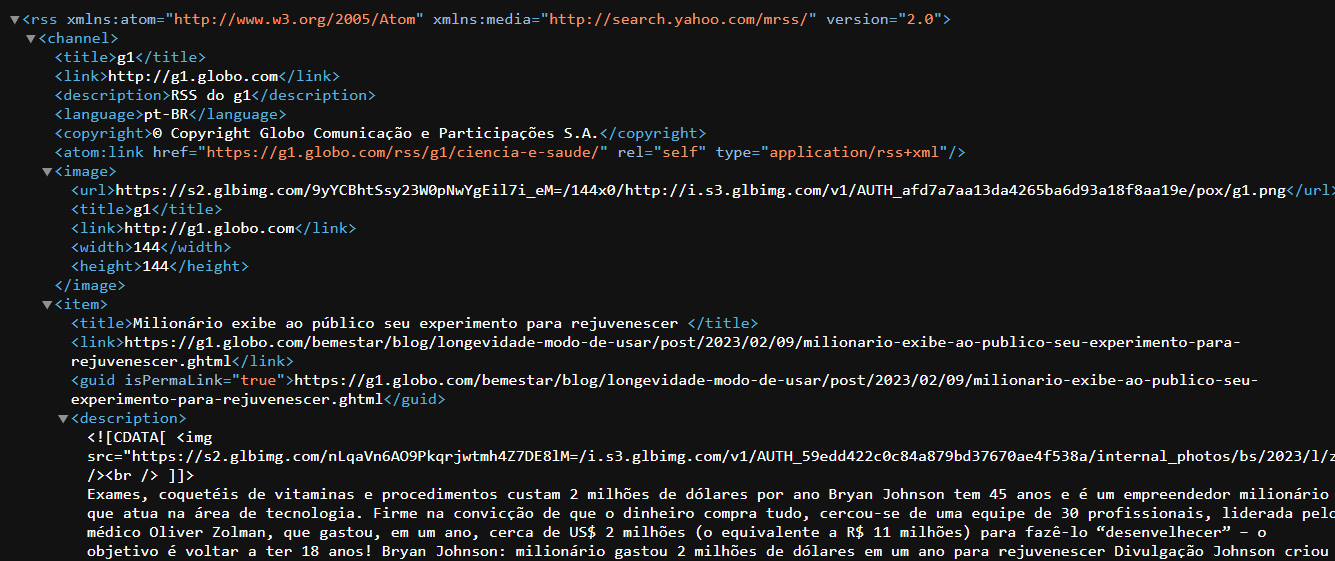 ▼<rss xmlns:atom="http://www.w3.org/2005/Atom" xmlns:media="http://search.yahoo.com/mrss/" version="2.0">
▼<channel>
<title>g1</title>
<link>http://g1.globo.com</link>
<description>RSS do g1</description>
<language>pt-BR</language>
<copyright>© Copyright Globo Comunicação e Participações S.A.</copyright>
<atom:link href="https://g1.globo.com/rss/g1/ciencia-e-saude/" rel="self" type="application/rss+xml"/>
▼<image>
<url>https://s2.glbimg.com/9yYCBhtSsy23W0pNwYgEil7i_eM=/144x0/http://i.s3.glbimg.com/v1/AUTH_afd7a7aa13da4265ba6d93a18f8aa19e/pox/g1.png</url>
<title>g1</title>
<link>http://g1.globo.com</link>
<width>144</width>
<height>144</height>
</image>
▼<item>
<title>Milionário exibe ao público seu experimento para rejuvenescer </title>
<link>https://g1.globo.com/bemestar/blog/longevidade-modo-de-usar/post/2023/02/09/milionario-exibe-ao-publico-seu-experimento-para-
rejuvenescer.ghtml</link>
<guid isPermaLink="true">https://g1.globo.com/bemestar/blog/longevidade-modo-de-usar/post/2023/02/09/milionario-exibe-ao-publico-seu-
experimento-para-rejuvenescer.ghtml</guid>
▼<description>
<![CDATA[ <img
src="https://s2.glbimg.com/nLqaVn6AO9Pkqrjwtmh4Z7DE8lM=/i.s3.glbimg.com/v1/AUTH_59edd422c0c84a879bd37670ae4f538a/internal_photos/bs/2023/l/z
/><br /> ]]>
Exames, coquetéis de vitaminas e procedimentos custam 2 milhões de dólares por ano Bryan Johnson tem 45 anos e é um empreendedor milionário
que atua na área de tecnologia. Firme na convicção de que o dinheiro compra tudo, cercou-se de uma equipe de 30 profissionais, liderada pelo
médico Oliver Zolman, que gastou, em um ano, cerca de US$ 2 milhões (o equivalente a R$ 11 milhões) para fazê-lo “desenvelhecer” – o
objetivo é voltar a ter 18 anos! Bryan Johnson: milionário gastou 2 milhões de dólares em um ano para rejuvenescer Divulgação Johnson criou